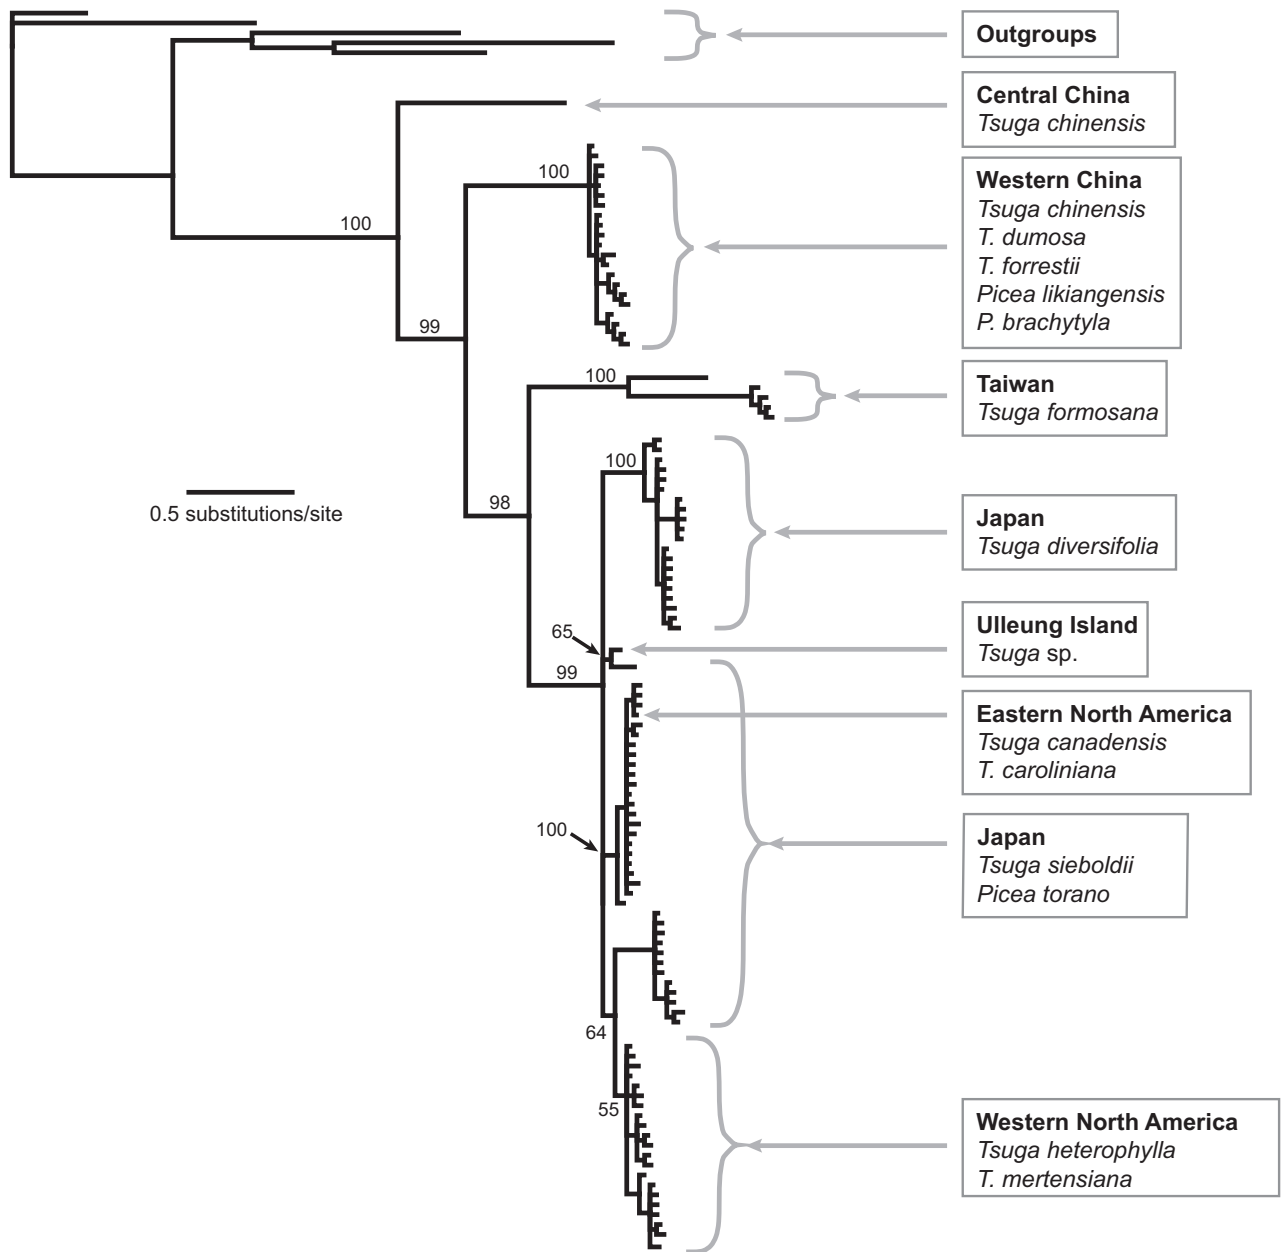 Outgroups
Central China
Tsuga chinensis
100
Western China
Tsuga chinensis
T. dumosa
T. forrestii
Picea likiangensis
P. brachytyla
100
99
100
Taiwan
Tsuga formosana
100
98
0.5 substitutions/site
Japan
Tsuga diversifolia
65
Ulleung Island
Tsuga sp.
99
Eastern North America
Tsuga canadensis
T. caroliniana
100
Japan
Tsuga sieboldii
Picea torano
64
55
Western North America
Tsuga heterophylla
T. mertensiana